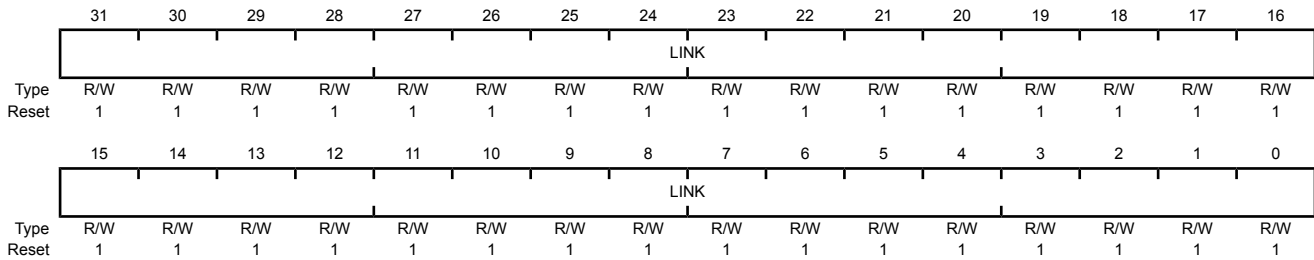 31 30 29 28 27 26 25 24 23 22 21 20 19 18 17 16
LINK
Type R/W R/W R/W R/W R/W R/W R/W R/W R/W R/W R/W R/W R/W R/W R/W R/W
Reset 1 1 1 1 1 1 1 1 1 1 1 1 1 1 1 1
15 14 13 12 11 10 9 8 7 6 5 4 3 2 1 0
LINK
Type R/W R/W R/W R/W R/W R/W R/W R/W R/W R/W R/W R/W R/W R/W R/W R/W
Reset 1 1 1 1 1 1 1 1 1 1 1 1 1 1 1 1